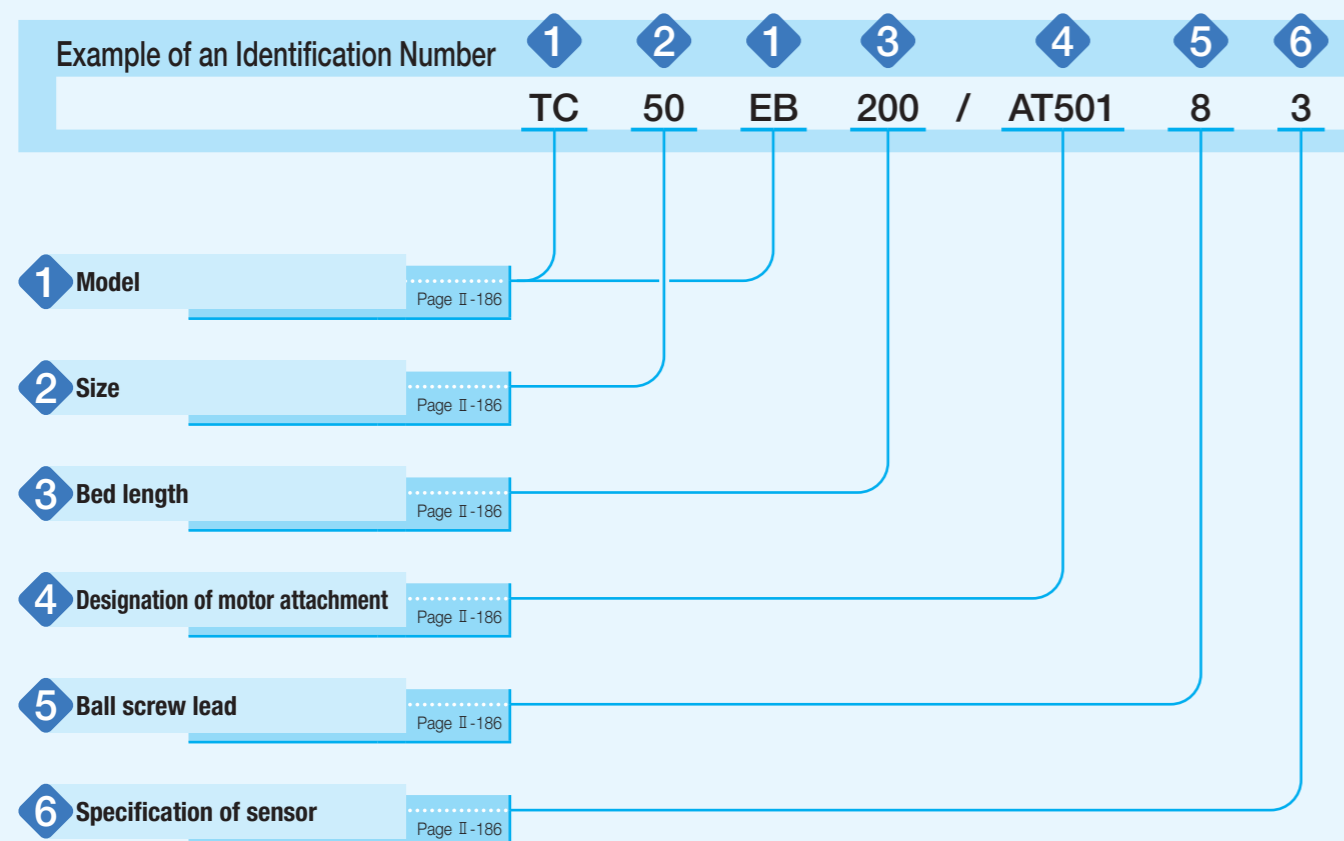 Example of an Identification Number 1 2 1 3 4 5 6
TC 50 EB 200 / AT501 8 3
1 Model
Page Ⅱ-186
2 Size
Page Ⅱ-186
3 Bed length
Page Ⅱ-186
4 Designation of motor attachment
Page Ⅱ-186
5 Ball screw lead
Page Ⅱ-186
6 Specification of sensor
Page Ⅱ-186